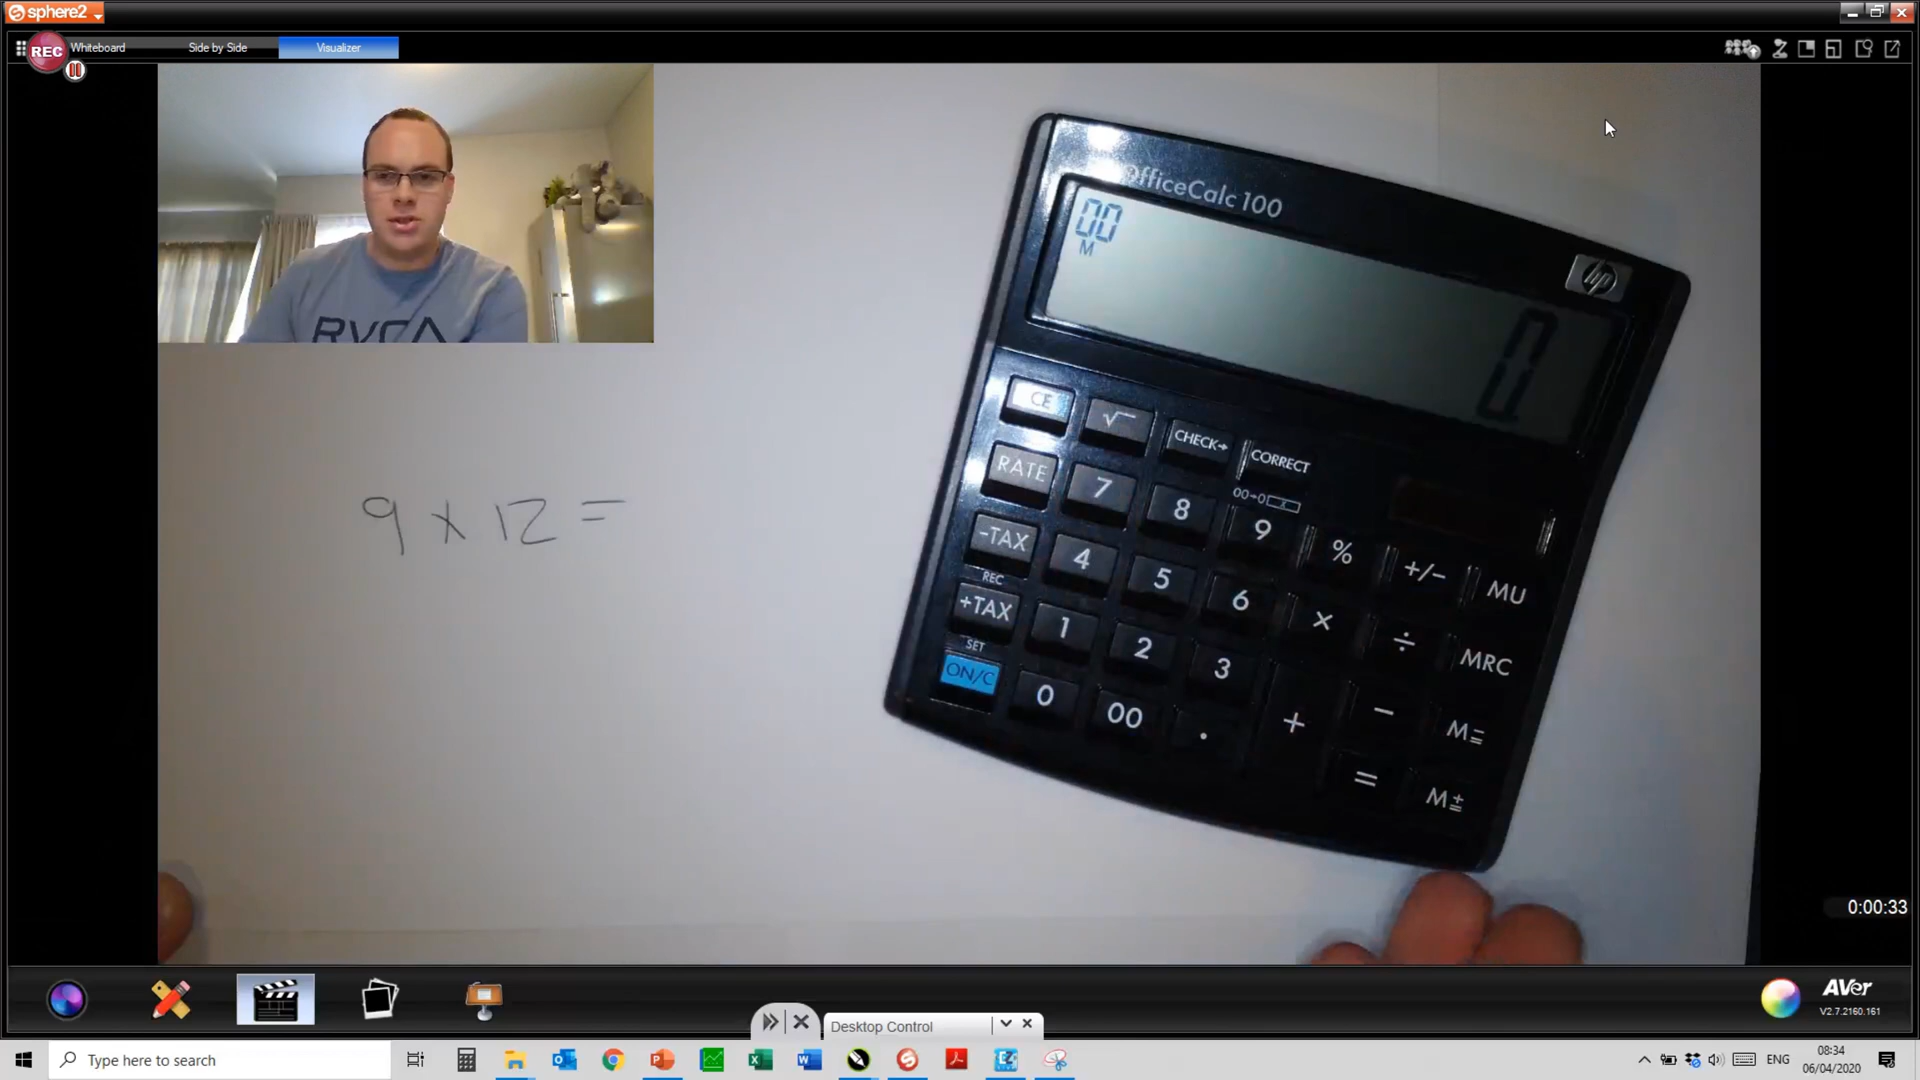 sphere2
REC
Whiteboard
Side by Side
Visualizer
RVCA
OfficeCalc 100
hp
00
M
0
CE
√
CHECK→
CORRECT
RATE
7
8
00→0
9
%
+/−
MU
-TAX
4
5
6
×
÷
MRC
REC
+TAX
1
2
3
+
−
M=
SET
ON/C
0
00
.
=
M±
9 x 12 =
0:00:33
AVer
V2.7.2160.161
Desktop Control
Type here to search
ENG
08:34
06/04/2020